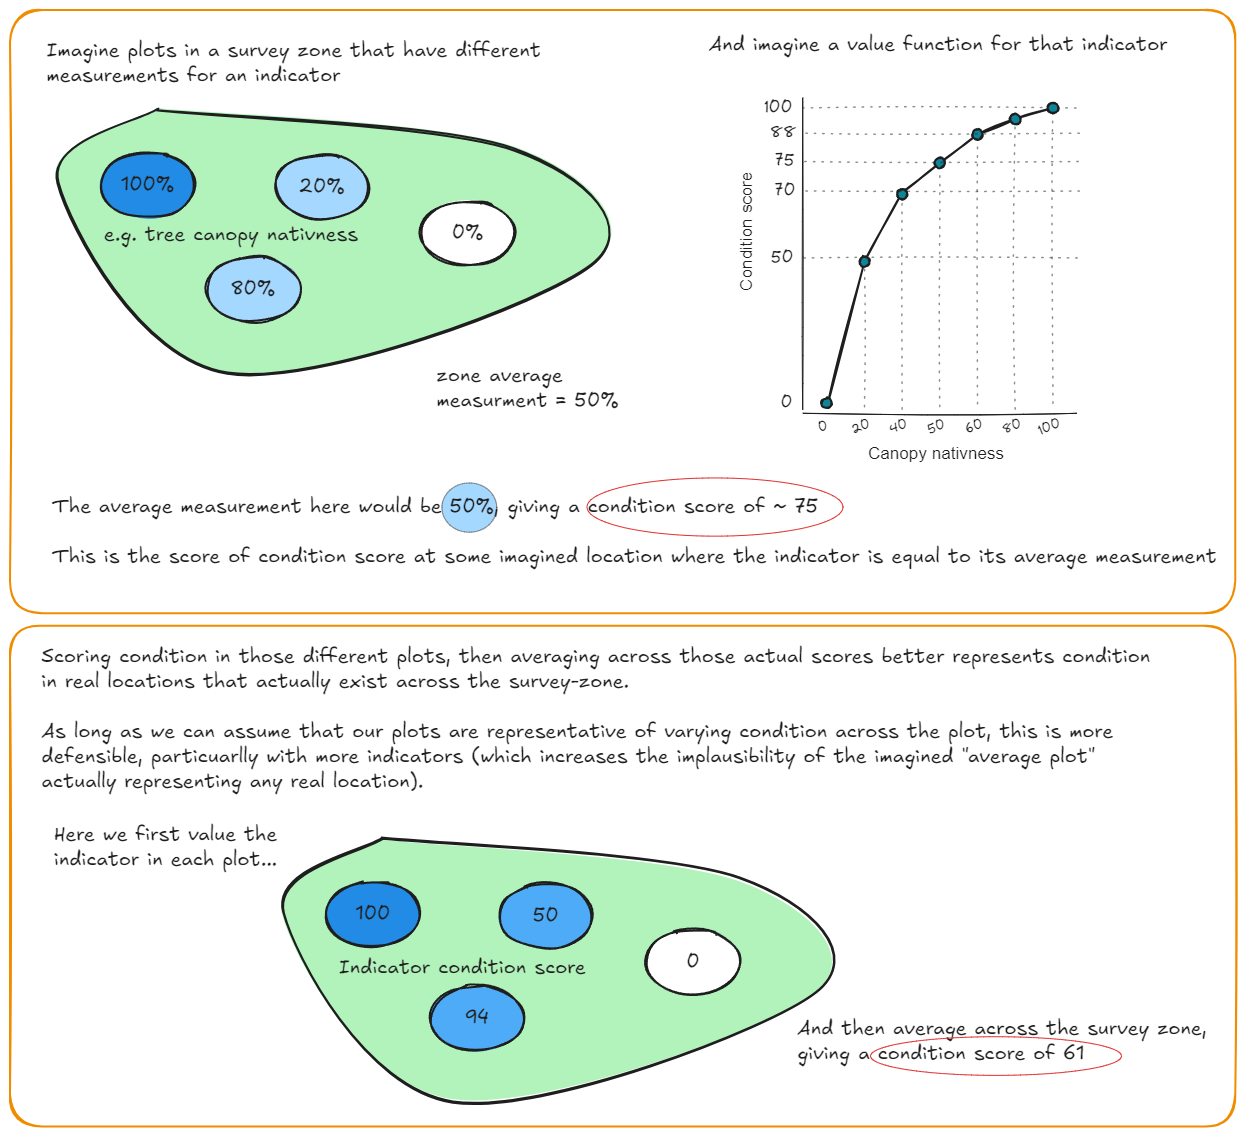 Imagine plots in a survey zone that have different
measurements for an indicator
100%
20%
0%
e.g. tree canopy nativness
80%
zone average
measurment = 50%
And imagine a value function for that indicator
100
88
75
70
50
0
Condition score
0 20 40 50 60 80 100
Canopy nativness
The average measurement here would be 50%, giving a condition score of ~ 75
This is the score of condition score at some imagined location where the indicator is equal to its average measurement
Scoring condition in those different plots, then averaging across those actual scores better represents condition
in real locations that actually exist across the survey-zone.
As long as we can assume that our plots are representative of varying condition across the plot, this is more
defensible, particuarlly with more indicators (which increases the implausibility of the imagined "average plot"
actually representing any real location).
Here we first value the
indicator in each plot...
100
50
0
Indicator condition score
94
And then average across the survey zone,
giving a condition score of 61